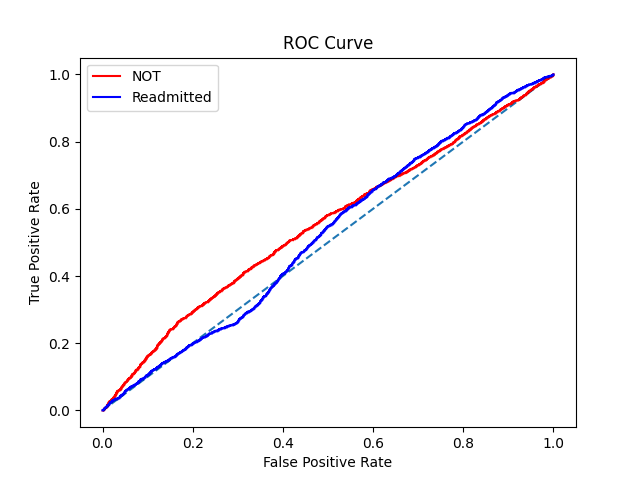 ROC Curve
NOT
Readmitted
True Positive Rate
1.0
0.8
0.6
0.4
0.2
0.0
0.0 0.2 0.4 0.6 0.8 1.0
False Positive Rate